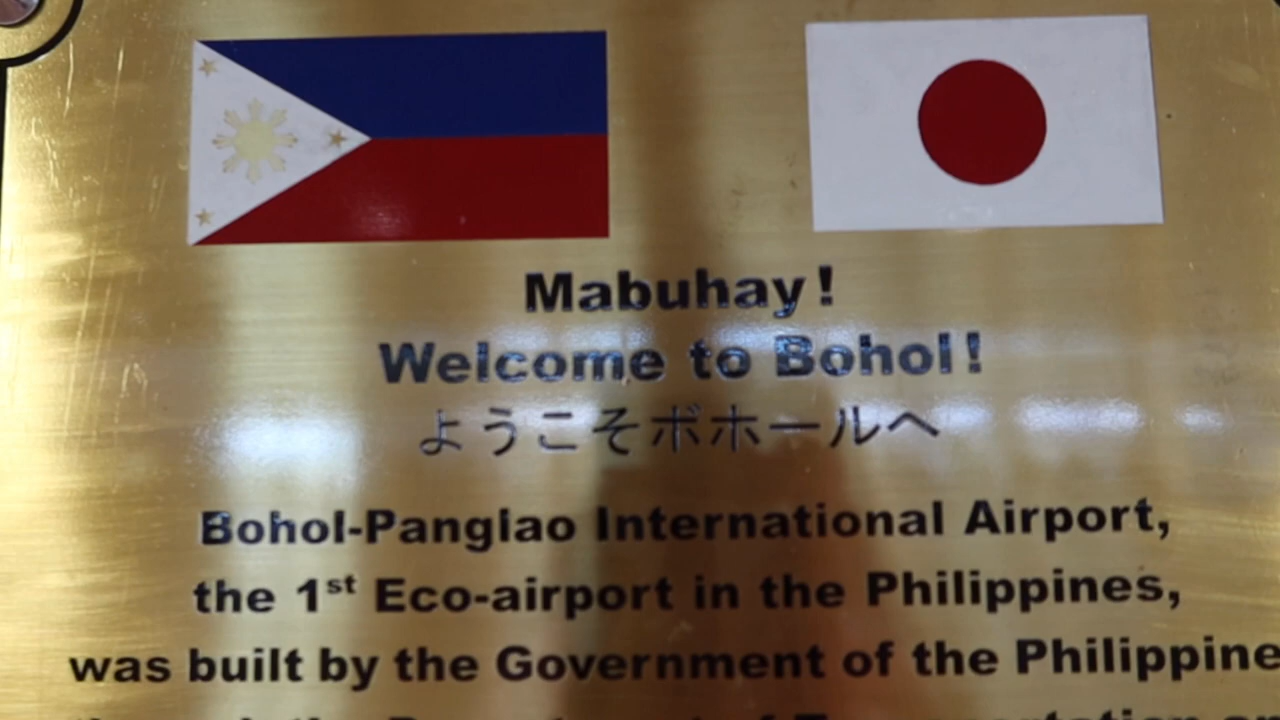 Mabuhay!
Welcome to Bohol!
ようこそボホールへ
Bohol-Panglao International Airport,
the 1st Eco-airport in the Philippines,
was built by the Government of the Philippine